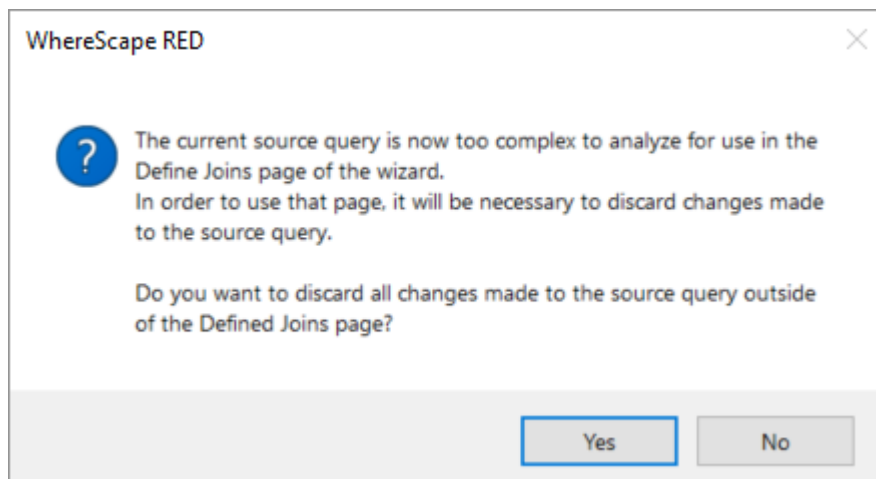 WhereScape RED
?
The current source query is now too complex to analyze for use in the
Define Joins page of the wizard.
In order to use that page, it will be necessary to discard changes made
to the source query.
Do you want to discard all changes made to the source query outside
of the Defined Joins page?
Yes
No